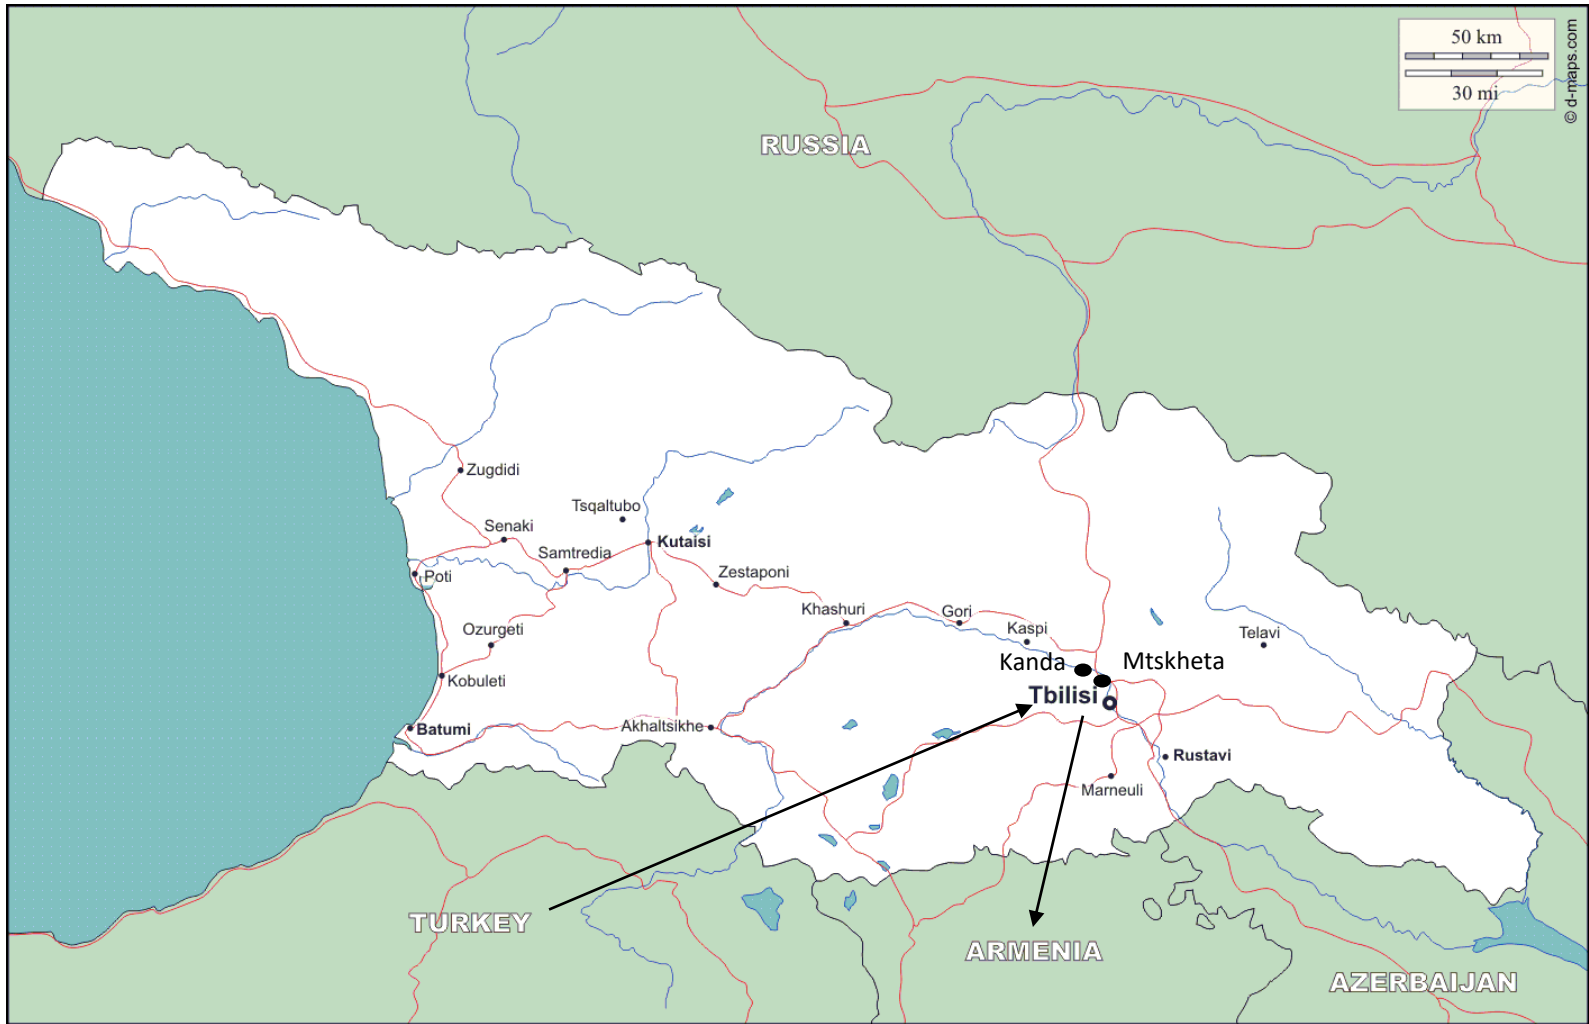 50 km
30 mi
© d-maps.com
RUSSIA
Zugdidi
Tsqaltubo
Senaki
Samtredia
Kutaisi
Poti
Zestaponi
Khashuri
Gori
Kaspi
Ozurgeti
Telavi
Kanda
Mtskheta
Kobuleti
Tbilisi
Batumi
Akhaltsikhe
Rustavi
Marneuli
TURKEY
ARMENIA
AZERBAIJAN